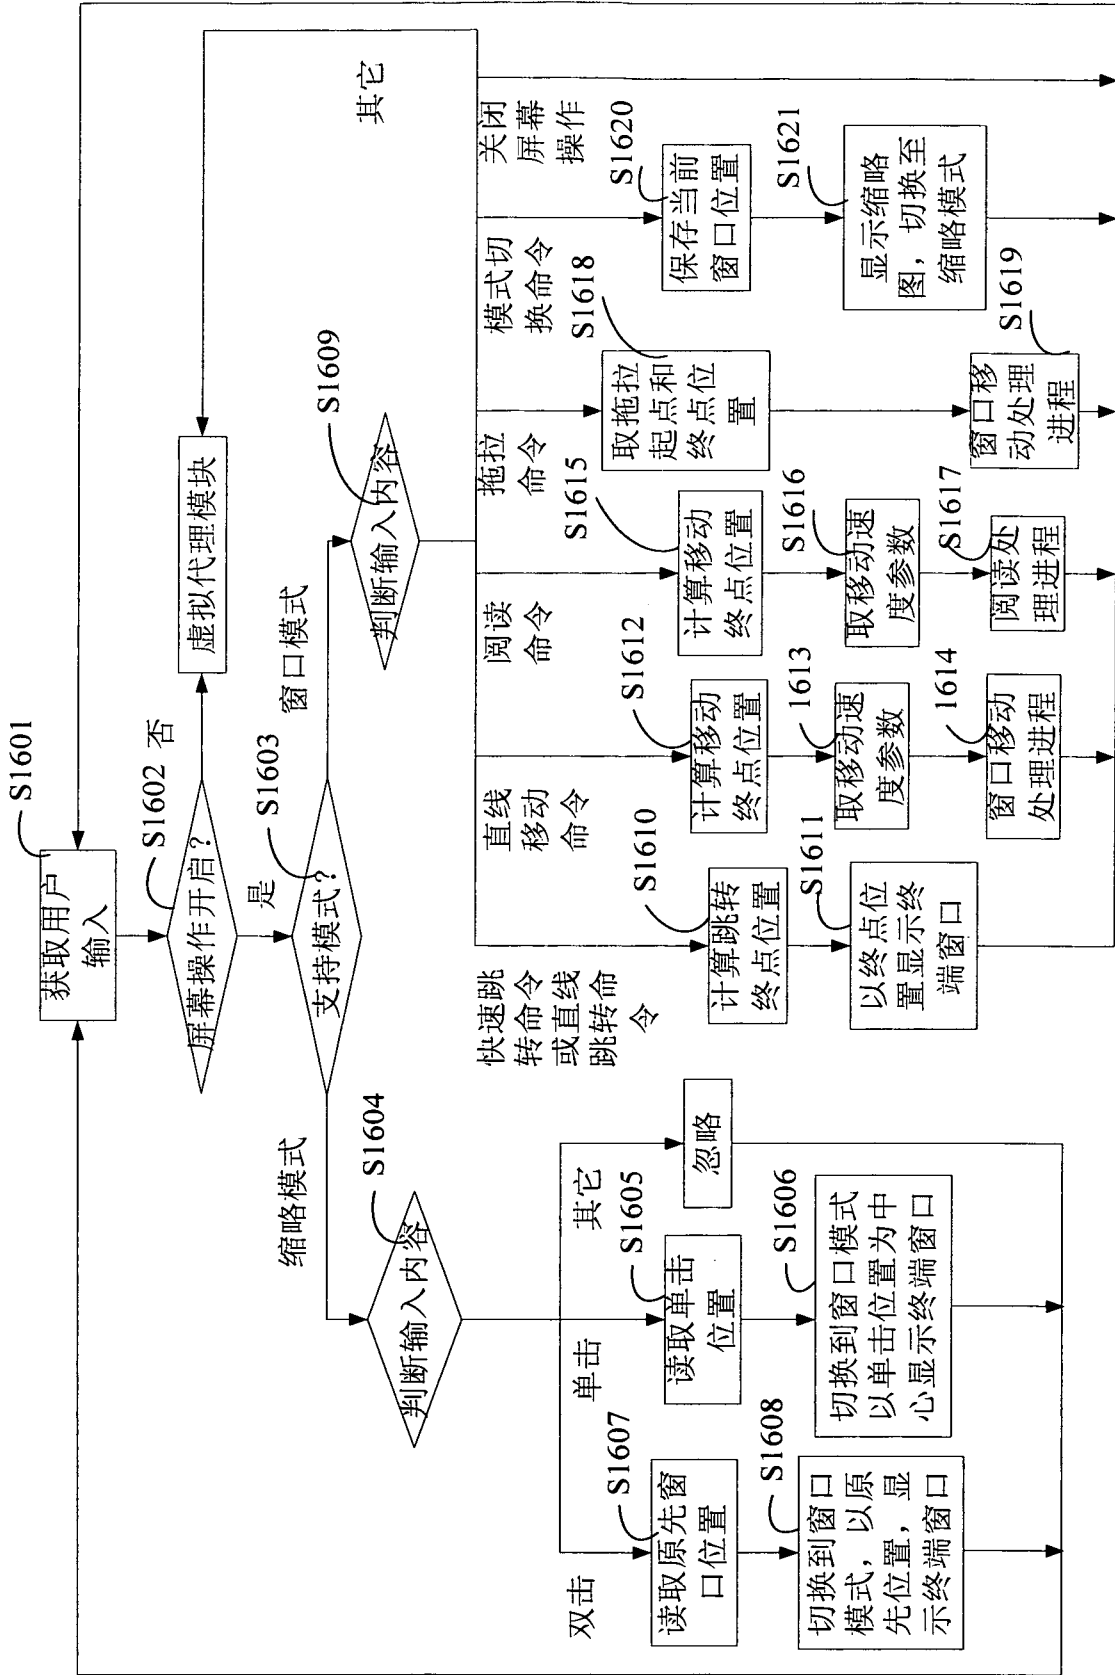 获取用户
输入
S1601
屏幕操作开启?
S1602
否
虚拟代理模块
是
支持模式?
S1603
缩略模式
窗口模式
判断输入内容
S1604
判断输入内容
S1609
双击
单击
其它
读取原先窗
口位置
S1607
切换到窗口
模式，以原
先位置，显
示终端窗口
S1608
读取单击
位置
S1605
切换到窗口模式
以单击位置为中
心显示终端窗口
S1606
忽略
快速跳
转命令
或直线
跳转命
令
计算跳转
终点位置
S1610
以终点位
置显示终
端窗口
S1611
直线
移动
命令
计算移动
终点位置
S1612
取移动速
度参数
1613
窗口移动
处理进程
1614
阅读
命令
计算移动
终点位置
S1615
取移动速
度参数
S1616
阅读处
理进程
S1617
拖拉
命令
取拖拉
起点和
终点位
置
S1618
窗口移
动处理
进程
S1619
模式切
换命令
保存当前
窗口位置
S1620
显示缩略
图，切换至
缩略模式
S1621
关闭
屏幕
操作
其它